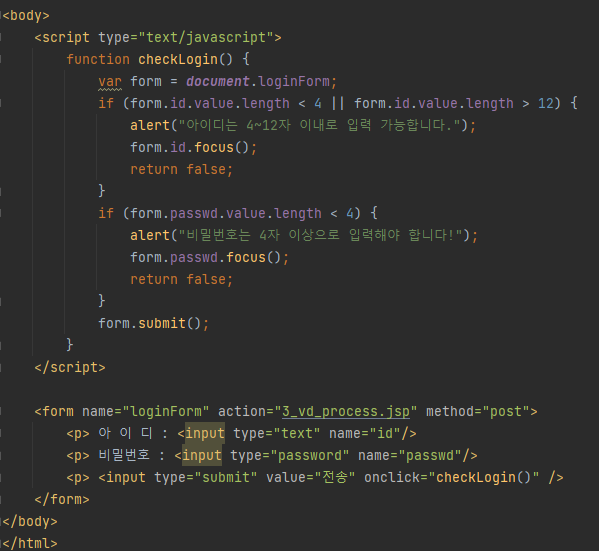 <body>
    <script type="text/javascript">
        function checkLogin() {
            var form = document.loginForm;
            if (form.id.value.length < 4 || form.id.value.length > 12) {
                alert("아이디는 4~12자 이내로 입력 가능합니다.");
                form.id.focus();
                return false;
            }
            if (form.passwd.value.length < 4) {
                alert("비밀번호는 4자 이상으로 입력해야 합니다!");
                form.passwd.focus();
                return false;
            }
            form.submit();
        }
    </script>

    <form name="loginForm" action="3_vd_process.jsp" method="post">
        <p> 아 이 디 : <input type="text" name="id"/>
        <p> 비밀번호 : <input type="password" name="passwd"/>
        <p> <input type="submit" value="전송" onclick="checkLogin()" />
    </form>
</body>
</html>